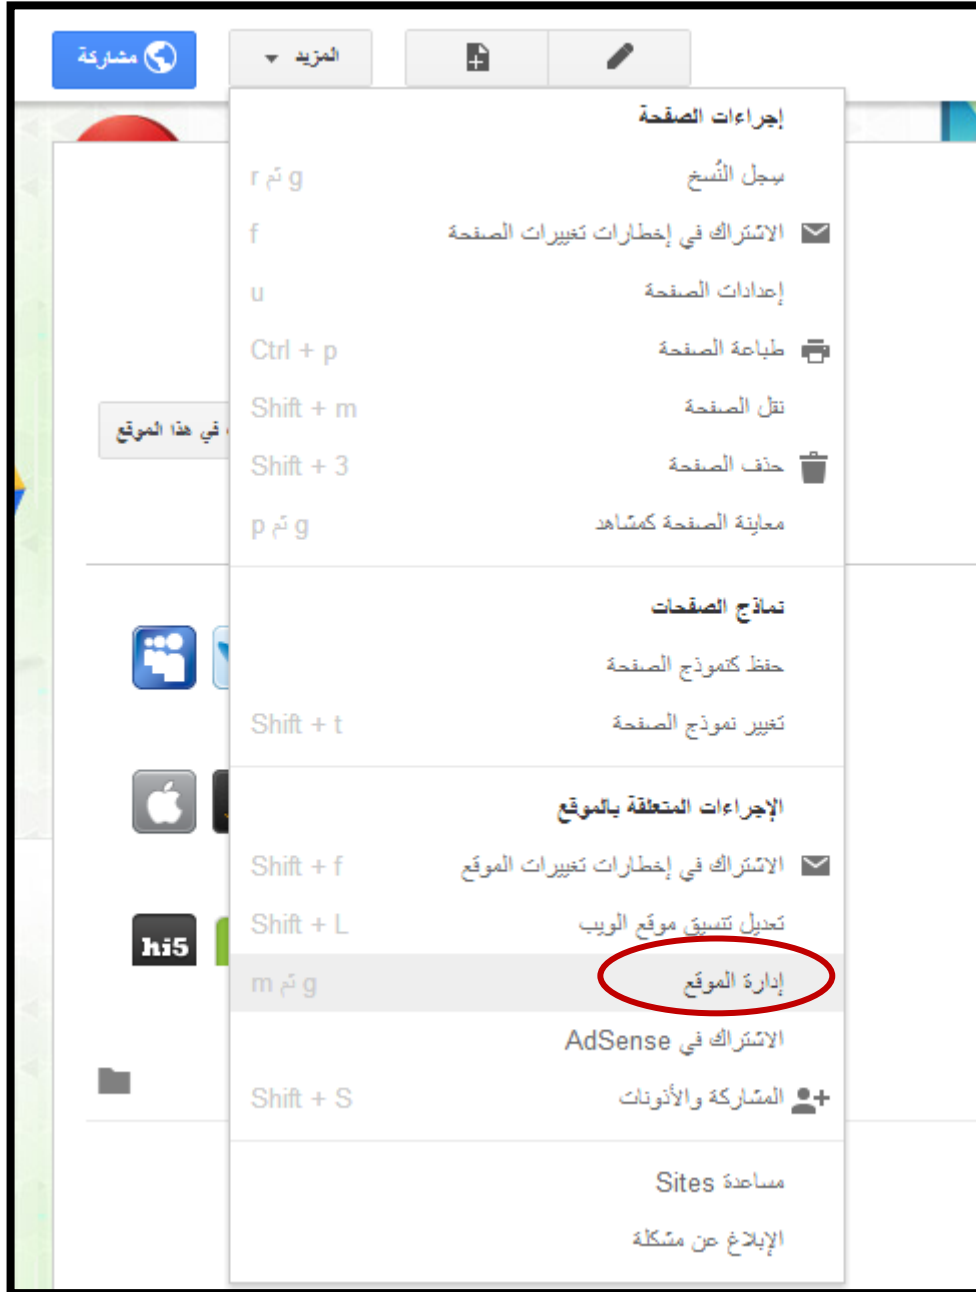 المزيد
مشاركة
إجراءات الصفحة
سجل النُسخ g ثم r
الاشتراك في إخطارات تغييرات الصفحة f
إعدادات الصفحة u
طباعة الصفحة Ctrl + p
نقل الصفحة Shift + m
في هذا الموقع
حذف الصفحة Shift + 3
معاينة الصفحة كمشاهد g ثم p
نماذج الصفحات
حفظ كنموذج الصفحة
تغيير نموذج الصفحة Shift + t
الإجراءات المتعلقة بالموقع
الاشتراك في إخطارات تغييرات الموقع Shift + f
تعديل تنسيق موقع الويب Shift + L
hi5
إدارة الموقع g ثم m
الاشتراك في AdSense
المشاركة والأذونات Shift + S
مساعدة Sites
الإبلاغ عن مشكلة